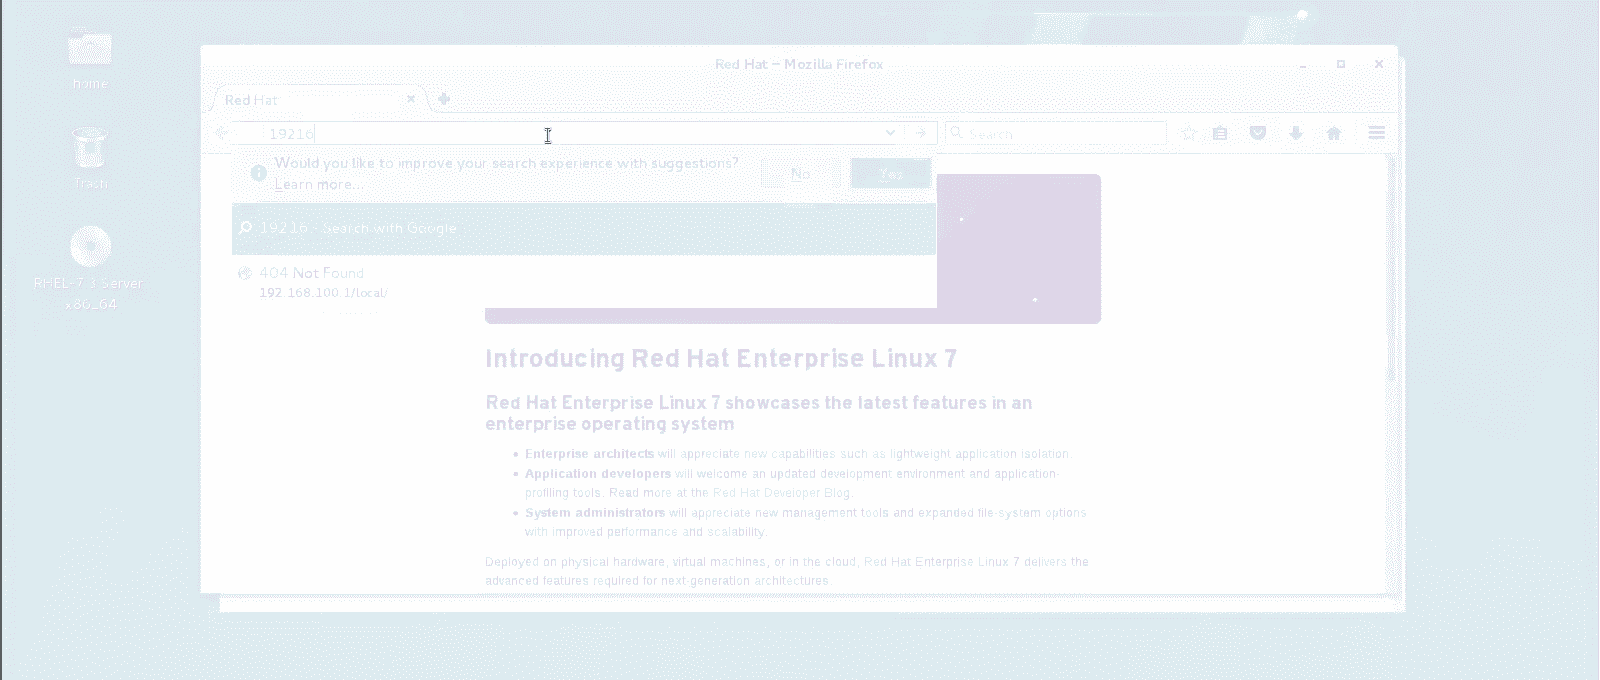 home
Trash
RHEL-7.3 Server
x86_64
Red Hat - Mozilla Firefox
Red Hat
19216
Search
Would you like to improve your search experience with suggestions?
Learn more...
No
Yes
19216 - Search with Google
404 Not Found
192.168.100.1/local/
Introducing Red Hat Enterprise Linux 7
Red Hat Enterprise Linux 7 showcases the latest features in an
enterprise operating system
• Enterprise architects will appreciate new capabilities such as lightweight application isolation.
• Application developers will welcome an updated development environment and application-
profiling tools. Read more at the Red Hat Developer Blog.
• System administrators will appreciate new management tools and expanded file-system options
with improved performance and scalability.
Deployed on physical hardware, virtual machines, or in the cloud, Red Hat Enterprise Linux 7 delivers the
advanced features required for next-generation architectures.